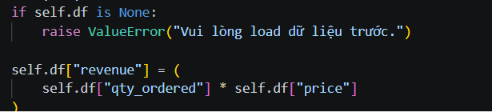 if self.df is None:
    raise ValueError("Vui lòng load dữ liệu trước.")
self.df["revenue"] = (
    self.df["qty_ordered"] * self.df["price"]
)